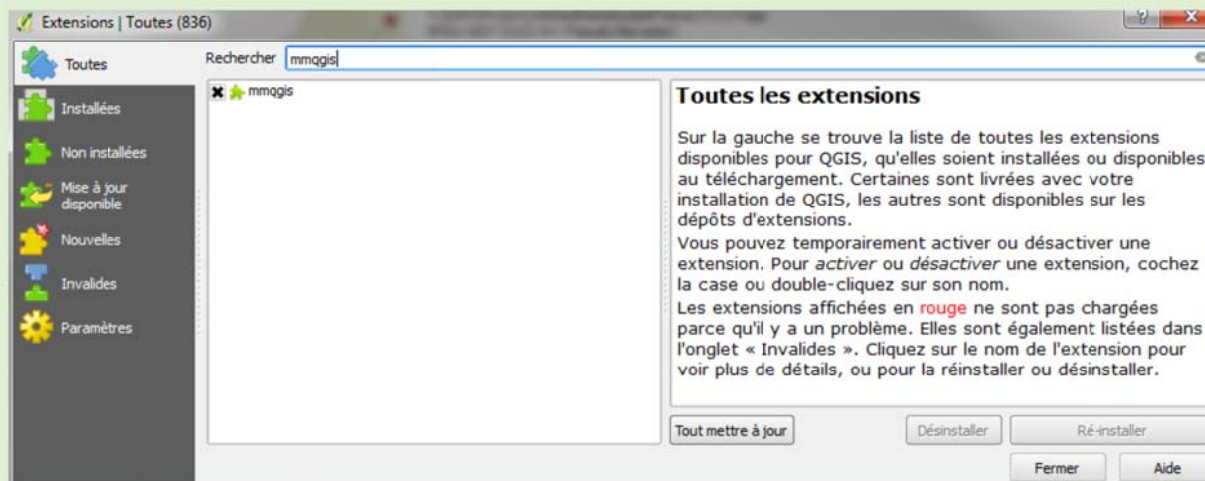 Extensions | Toutes (836)
Toutes
Rechercher mmqgis
mmqgis
Installées
Non installées
Mise à jour
disponible
Nouvelles
Invalides
Paramètres
Toutes les extensions
Sur la gauche se trouve la liste de toutes les extensions
disponibles pour QGIS, qu'elles soient installées ou disponibles
au téléchargement. Certaines sont livrées avec votre
installation de QGIS, les autres sont disponibles sur les
dépôts d'extensions.
Vous pouvez temporairement activer ou désactiver une
extension. Pour activer ou désactiver une extension, cochez
la case ou double-cliquez sur son nom.
Les extensions affichées en rouge ne sont pas chargées
parce qu'il y a un problème. Elles sont également listées dans
l'onglet « Invalides ». Cliquez sur le nom de l'extension pour
voir plus de détails, ou pour la réinstaller ou désinstaller.
Tout mettre à jour
Désinstaller
Ré-installer
Fermer
Aide